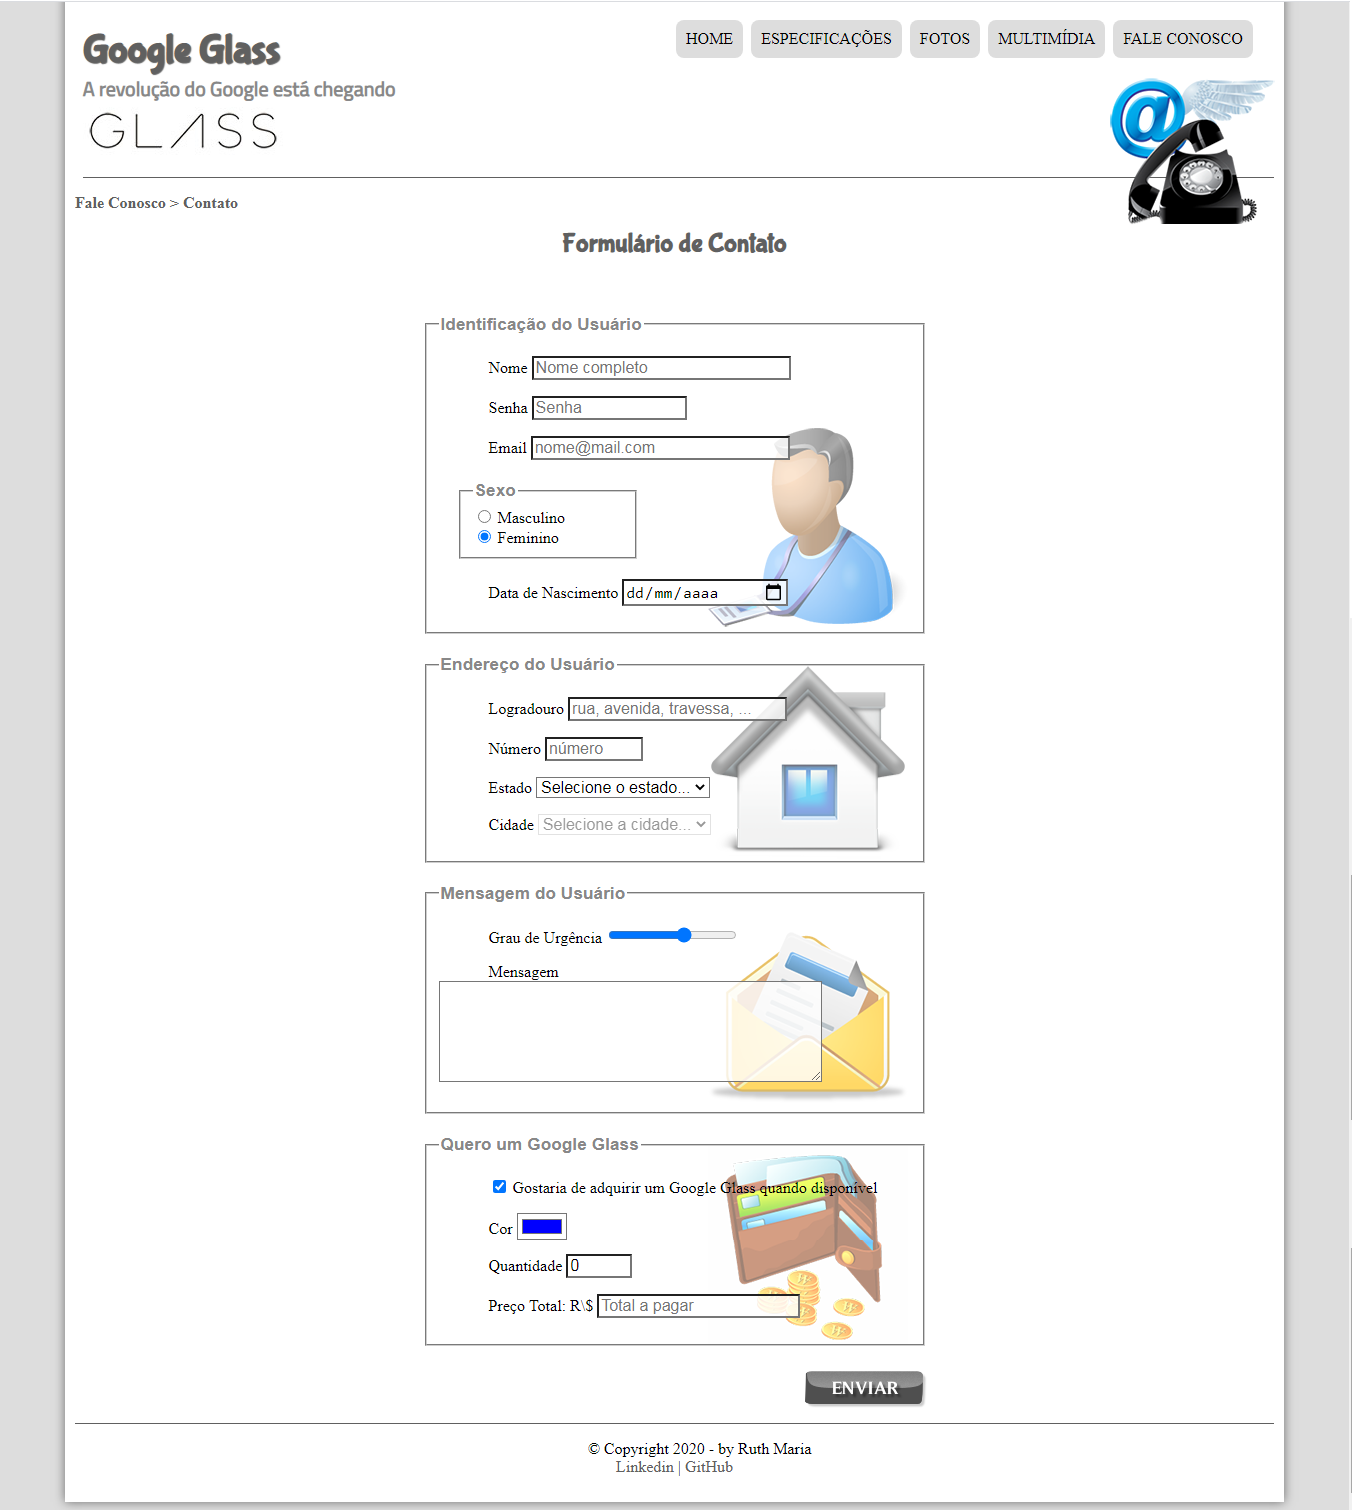 Google Glass
A revolução do Google está chegando
GLASS
HOME ESPECIFICAÇÕES FOTOS MULTIMÍDIA FALE CONOSCO
@
Fale Conosco > Contato
Formulário de Contato
Identificação do Usuário
Nome Nome completo
Senha Senha
Email nome@mail.com
Sexo
Masculino
Feminino
Data de Nascimento dd/mm/aaaa
Endereço do Usuário
Logradouro rua, avenida, travessa, ...
Número número
Estado Selecione o estado...
Cidade Selecione a cidade...
Mensagem do Usuário
Grau de Urgência
Mensagem
Quero um Google Glass
Gostaria de adquirir um Google Glass quando disponível
Cor
Quantidade 0
Preço Total: R\$ Total a pagar
ENVIAR
© Copyright 2020 - by Ruth Maria
Linkedin | GitHub